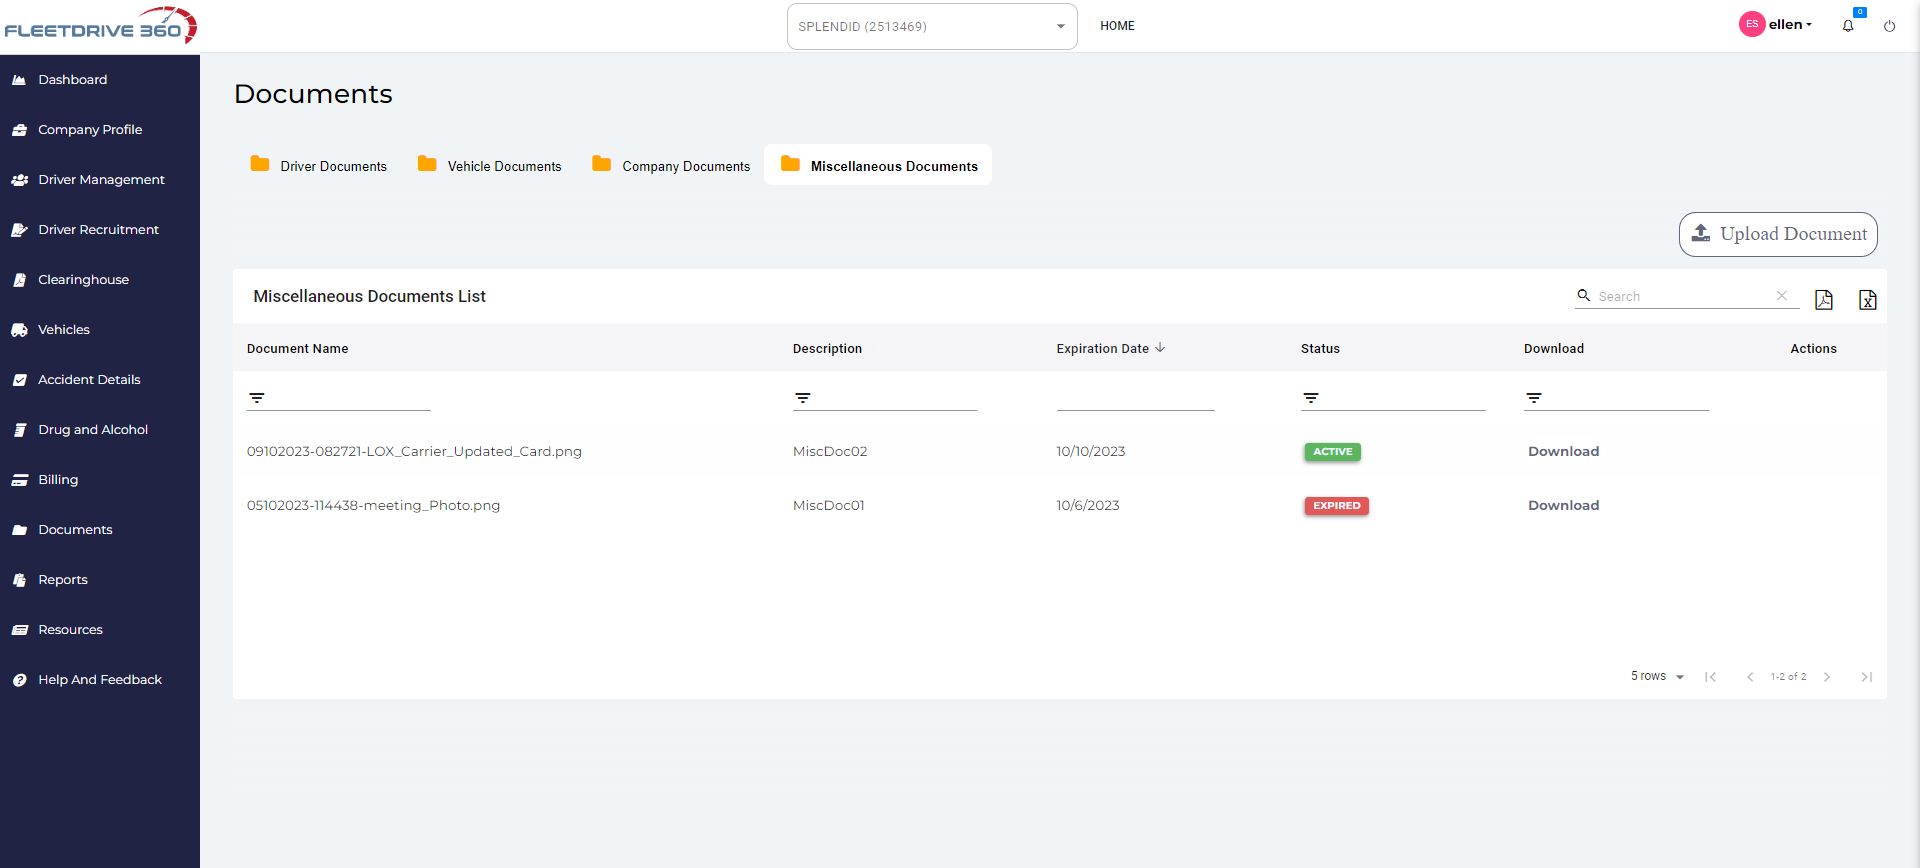 FLEETDRIVE 360
SPLENDID (2513469)
HOME
ES
ellen
0
Dashboard
Company Profile
Driver Management
Driver Recruitment
Clearinghouse
Vehicles
Accident Details
Drug and Alcohol
Billing
Documents
Reports
Resources
Help And Feedback
Documents
Driver Documents
Vehicle Documents
Company Documents
Miscellaneous Documents
Upload Document
Miscellaneous Documents List
Search
Document Name Description Expiration Date Status Download Actions
09102023-082721-LOX_Carrier_Updated_Card.png MiscDoc02 10/10/2023 ACTIVE Download
05102023-114438-meeting_Photo.png MiscDoc01 10/6/2023 EXPIRED Download
5 rows 1-2 of 2